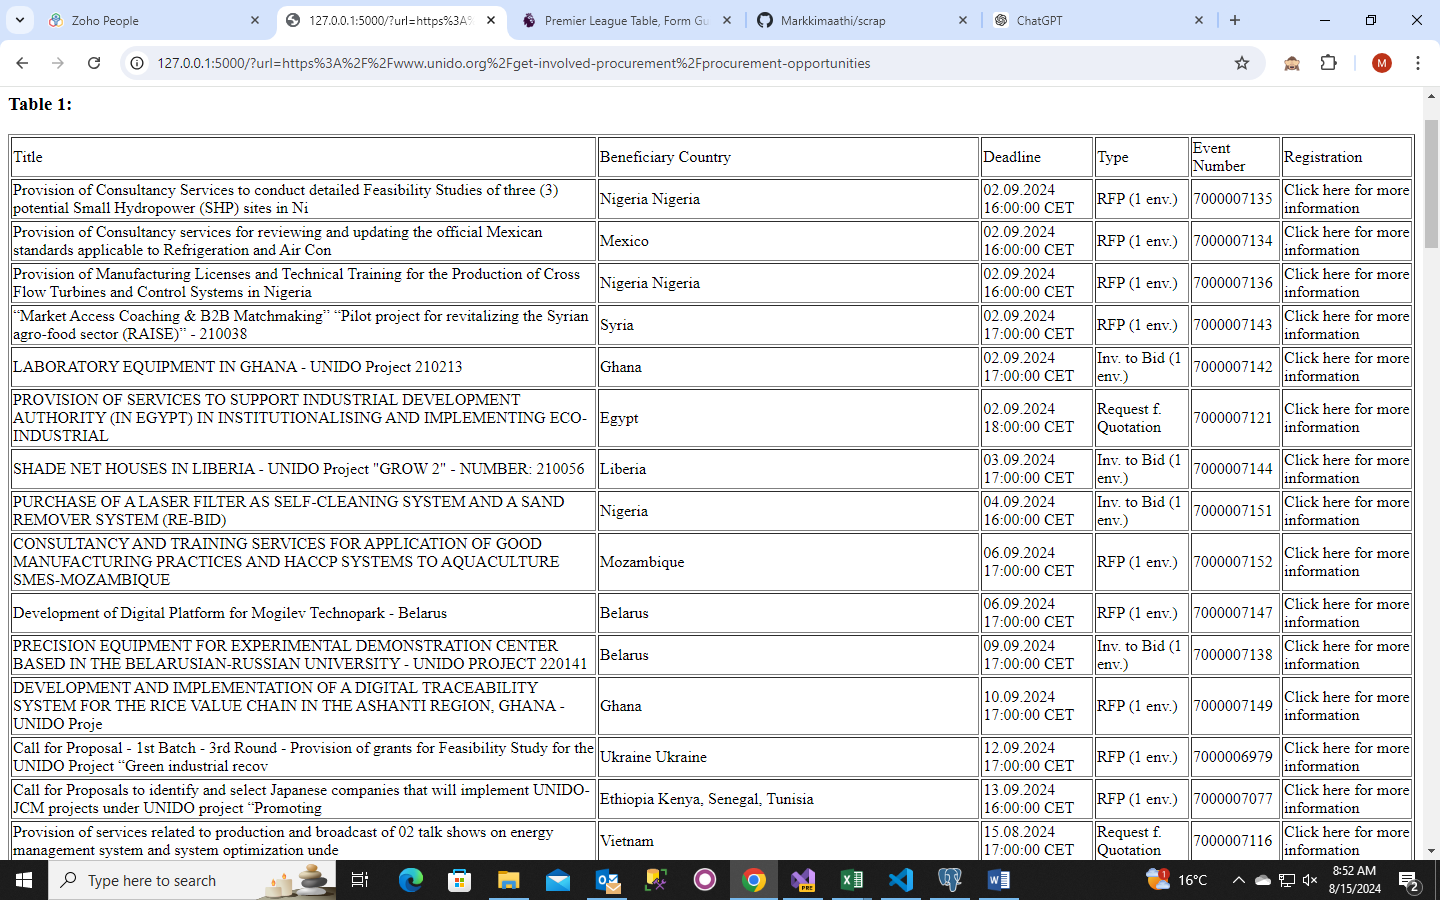 Zoho People
127.0.0.1:5000/?url=https%3A%
Premier League Table, Form Gu
Markkimaathi/scrap
ChatGPT
127.0.0.1:5000/?url=https%3A%2F%2Fwww.unido.org%2Fget-involved-procurement%2Fprocurement-opportunities
M
Table 1:
Title
Beneficiary Country
Deadline
Type
Event
Number
Registration
Provision of Consultancy Services to conduct detailed Feasibility Studies of three (3)
potential Small Hydropower (SHP) sites in Ni
Nigeria Nigeria
02.09.2024
16:00:00 CET
RFP (1 env.)
7000007135
Click here for more
information
Provision of Consultancy services for reviewing and updating the official Mexican
standards applicable to Refrigeration and Air Con
Mexico
02.09.2024
16:00:00 CET
RFP (1 env.)
7000007134
Click here for more
information
Provision of Manufacturing Licenses and Technical Training for the Production of Cross
Flow Turbines and Control Systems in Nigeria
Nigeria Nigeria
02.09.2024
16:00:00 CET
RFP (1 env.)
7000007136
Click here for more
information
“Market Access Coaching & B2B Matchmaking” “Pilot project for revitalizing the Syrian
agro-food sector (RAISE)” - 210038
Syria
02.09.2024
17:00:00 CET
RFP (1 env.)
7000007143
Click here for more
information
LABORATORY EQUIPMENT IN GHANA - UNIDO Project 210213
Ghana
02.09.2024
17:00:00 CET
Inv. to Bid (1
env.)
7000007142
Click here for more
information
PROVISION OF SERVICES TO SUPPORT INDUSTRIAL DEVELOPMENT
AUTHORITY (IN EGYPT) IN INSTITUTIONALISING AND IMPLEMENTING ECO-
INDUSTRIAL
Egypt
02.09.2024
18:00:00 CET
Request f.
Quotation
7000007121
Click here for more
information
SHADE NET HOUSES IN LIBERIA - UNIDO Project "GROW 2" - NUMBER: 210056
Liberia
03.09.2024
17:00:00 CET
Inv. to Bid (1
env.)
7000007144
Click here for more
information
PURCHASE OF A LASER FILTER AS SELF-CLEANING SYSTEM AND A SAND
REMOVER SYSTEM (RE-BID)
Nigeria
04.09.2024
16:00:00 CET
Inv. to Bid (1
env.)
7000007151
Click here for more
information
CONSULTANCY AND TRAINING SERVICES FOR APPLICATION OF GOOD
MANUFACTURING PRACTICES AND HACCP SYSTEMS TO AQUACULTURE
SMES-MOZAMBIQUE
Mozambique
06.09.2024
17:00:00 CET
RFP (1 env.)
7000007152
Click here for more
information
Development of Digital Platform for Mogilev Technopark - Belarus
Belarus
06.09.2024
17:00:00 CET
RFP (1 env.)
7000007147
Click here for more
information
PRECISION EQUIPMENT FOR EXPERIMENTAL DEMONSTRATION CENTER
BASED IN THE BELARUSIAN-RUSSIAN UNIVERSITY - UNIDO PROJECT 220141
Belarus
09.09.2024
17:00:00 CET
Inv. to Bid (1
env.)
7000007138
Click here for more
information
DEVELOPMENT AND IMPLEMENTATION OF A DIGITAL TRACEABILITY
SYSTEM FOR THE RICE VALUE CHAIN IN THE ASHANTI REGION, GHANA -
UNIDO Proje
Ghana
10.09.2024
17:00:00 CET
RFP (1 env.)
7000007149
Click here for more
information
Call for Proposal - 1st Batch - 3rd Round - Provision of grants for Feasibility Study for the
UNIDO Project “Green industrial recov
Ukraine Ukraine
12.09.2024
17:00:00 CET
RFP (1 env.)
7000006979
Click here for more
information
Call for Proposals to identify and select Japanese companies that will implement UNIDO-
JCM projects under UNIDO project “Promoting
Ethiopia Kenya, Senegal, Tunisia
13.09.2024
16:00:00 CET
RFP (1 env.)
7000007077
Click here for more
information
Provision of services related to production and broadcast of 02 talk shows on energy
management system and system optimization unde
Vietnam
15.08.2024
17:00:00 CET
Request f.
Quotation
7000007116
Click here for more
information
Type here to search
PRE
1
16°C
8:52 AM
8/15/2024
2